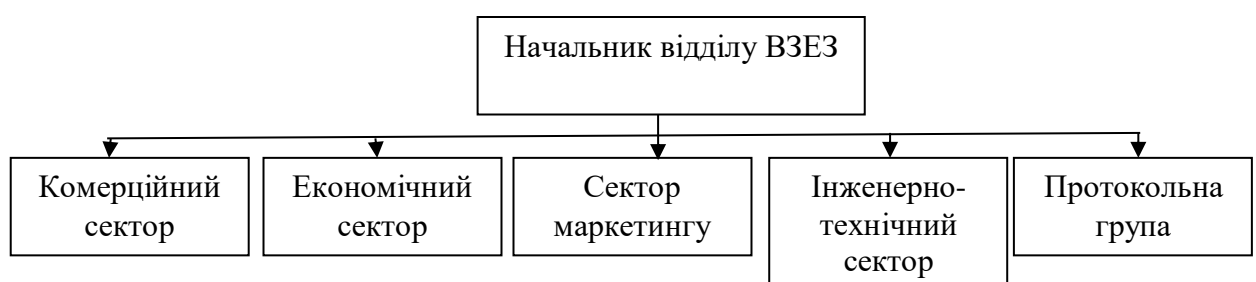 Начальник відділу ВЗЕЗ
Комерційний
сектор
Економічний
сектор
Сектор
маркетингу
Інженерно-
технічний
сектор
Протокольна
група